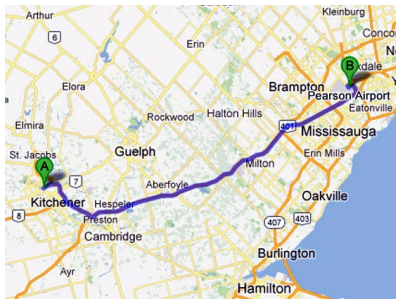 Arthur
Kleinburg
6
Erin
Concor
B
xdale
Elora
Brampton
Pearson Airport
Rockwood
Halton Hills
Eatonville
Elmira
401
Mississauga
St. Jacobs
Guelph
A
7
Milton
Erin Mills
Aberfoyle
Kitchener
Hespeler
Oakville
8
Preston
407
403
Cambridge
Ayr
Burlington
Hamilton